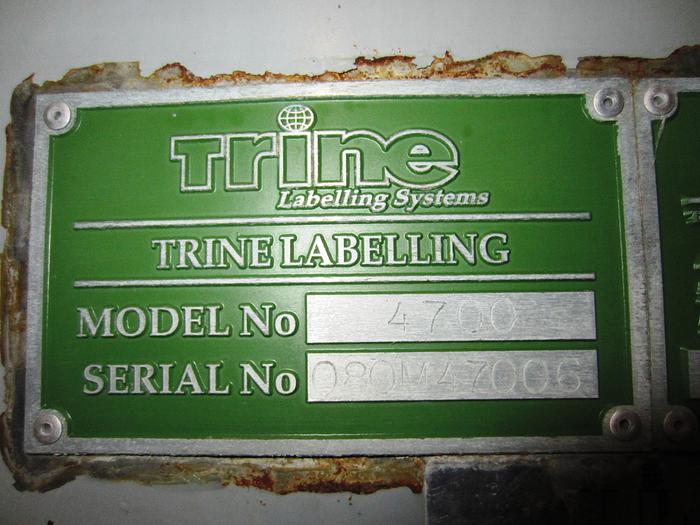 Trine
Labelling Systems
TRINE LABELLING
MODEL No 4700
SERIAL No 080M47006